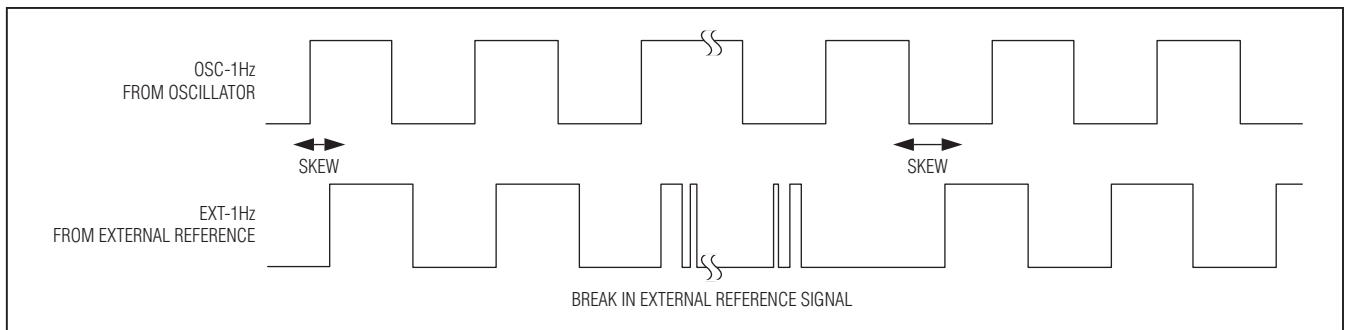 OSC-1Hz
FROM OSCILLATOR
SKEW
SKEW
EXT-1Hz
FROM EXTERNAL REFERENCE
BREAK IN EXTERNAL REFERENCE SIGNAL